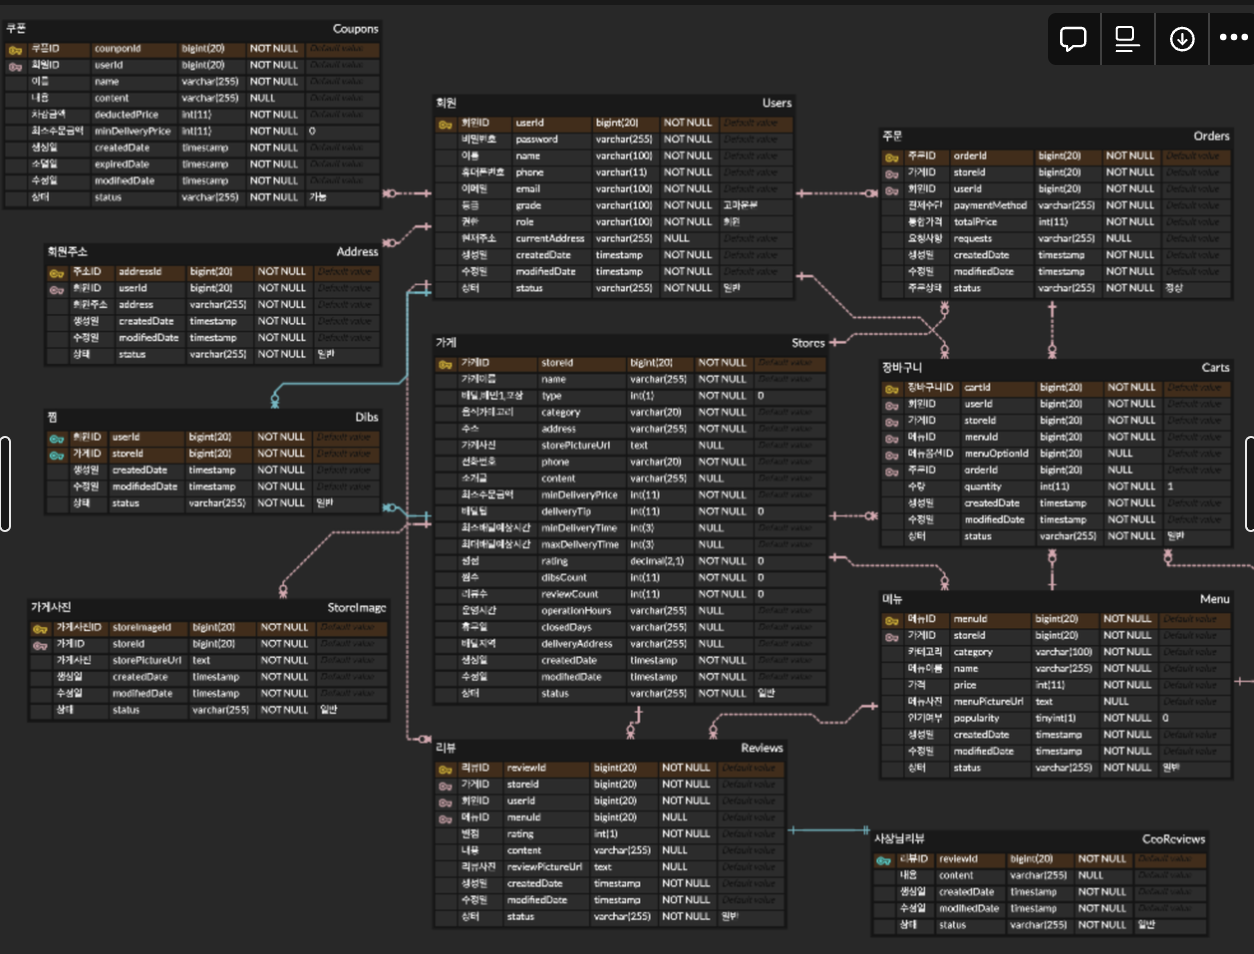 쿠폰 Coupons
쿠폰ID couponId bigint(20) NOT NULL Default value
회원ID userId bigint(20) NOT NULL Default value
이름 name varchar(255) NOT NULL Default value
내용 content varchar(255) NULL Default value
차감금액 deductedPrice int(11) NOT NULL Default value
최소주문금액 minDeliveryPrice int(11) NOT NULL 0
생성일 createdDate timestamp NOT NULL Default value
소멸일 expiredDate timestamp NOT NULL Default value
수정일 modifiedDate timestamp NOT NULL Default value
상태 status varchar(255) NOT NULL 가능
회원주소 Address
주소ID addressId bigint(20) NOT NULL Default value
회원ID userId bigint(20) NOT NULL Default value
회원주소 address varchar(255) NOT NULL Default value
생성일 createdDate timestamp NOT NULL Default value
수정일 modifiedDate timestamp NOT NULL Default value
상태 status varchar(255) NOT NULL 일반
찜 Dibs
회원ID userId bigint(20) NOT NULL Default value
가게ID storeId bigint(20) NOT NULL Default value
생성일 createdDate timestamp NOT NULL Default value
수정일 modifidedDate timestamp NOT NULL Default value
상태 status varchar(255) NOT NULL 일반
가게사진 StoreImage
가게사진ID storeImageId bigint(20) NOT NULL Default value
가게ID storeId bigint(20) NOT NULL Default value
가게사진 storePictureUrl text NOT NULL Default value
생성일 createdDate timestamp NOT NULL Default value
수정일 modifiedDate timestamp NOT NULL Default value
상태 status varchar(255) NOT NULL 일반
회원 Users
회원ID userId bigint(20) NOT NULL Default value
비밀번호 password varchar(255) NOT NULL Default value
이름 name varchar(100) NOT NULL Default value
휴대폰번호 phone varchar(11) NOT NULL Default value
이메일 email varchar(100) NOT NULL Default value
등급 grade varchar(100) NOT NULL 고마운분
권한 role varchar(100) NOT NULL 회원
현재주소 currentAddress varchar(255) NULL Default value
생성일 createdDate timestamp NOT NULL Default value
수정일 modifiedDate timestamp NOT NULL Default value
상태 status varchar(255) NOT NULL 일반
가게 Stores
가게ID storeId bigint(20) NOT NULL Default value
가게이름 name varchar(255) NOT NULL Default value
배달,배민1,포장 type int(1) NOT NULL 0
음식카테고리 category varchar(20) NOT NULL Default value
주소 address varchar(255) NOT NULL Default value
가게사진 storePictureUrl text NULL Default value
전화번호 phone varchar(20) NOT NULL Default value
소개글 content varchar(255) NULL Default value
최소주문금액 minDeliveryPrice int(11) NOT NULL Default value
배달팁 deliveryTip int(11) NOT NULL 0
최소배달예상시간 minDeliveryTime int(3) NULL Default value
최대배달예상시간 maxDeliveryTime int(3) NULL Default value
평점 rating decimal(2,1) NOT NULL 0
찜수 dibsCount int(11) NOT NULL 0
리뷰수 reviewCount int(11) NOT NULL 0
운영시간 operationHours varchar(255) NULL Default value
휴무일 closedDays varchar(255) NULL Default value
배달지역 deliveryAddress varchar(255) NULL Default value
생성일 createdDate timestamp NOT NULL Default value
수정일 modifiedDate timestamp NOT NULL Default value
상태 status varchar(255) NOT NULL 일반
리뷰 Reviews
리뷰ID reviewId bigint(20) NOT NULL Default value
가게ID storeId bigint(20) NOT NULL Default value
회원ID userId bigint(20) NOT NULL Default value
메뉴ID menuId bigint(20) NULL Default value
별점 rating int(1) NOT NULL Default value
내용 content varchar(255) NULL Default value
리뷰사진 reviewPictureUrl text NULL Default value
생성일 createdDate timestamp NOT NULL Default value
수정일 modifiedDate timestamp NOT NULL Default value
상태 status varchar(255) NOT NULL 일반
주문 Orders
주문ID orderId bigint(20) NOT NULL Default value
가게ID storeId bigint(20) NOT NULL Default value
회원ID userId bigint(20) NOT NULL Default value
결제수단 paymentMethod varchar(255) NOT NULL Default value
통합가격 totalPrice int(11) NOT NULL Default value
요청사항 requests varchar(255) NULL Default value
생성일 createdDate timestamp NOT NULL Default value
수정일 modifiedDate timestamp NOT NULL Default value
주문상태 status varchar(255) NOT NULL 정상
장바구니 Carts
장바구니ID cartId bigint(20) NOT NULL Default value
회원ID userId bigint(20) NOT NULL Default value
가게ID storeId bigint(20) NOT NULL Default value
메뉴ID menuId bigint(20) NOT NULL Default value
메뉴옵션ID menuOptionId bigint(20) NULL Default value
주문ID orderId bigint(20) NULL Default value
수량 quantity int(11) NOT NULL 1
생성일 createdDate timestamp NOT NULL Default value
수정일 modifiedDate timestamp NOT NULL Default value
상태 status varchar(255) NOT NULL 일반
메뉴 Menu
메뉴ID menuId bigint(20) NOT NULL Default value
가게ID storeId bigint(20) NOT NULL Default value
카테고리 category varchar(100) NOT NULL Default value
메뉴이름 name varchar(255) NOT NULL Default value
가격 price int(11) NOT NULL Default value
메뉴사진 menuPictureUrl text NULL Default value
인기여부 popularity tinyint(1) NOT NULL 0
생성일 createdDate timestamp NOT NULL Default value
수정일 modifiedDate timestamp NOT NULL Default value
상태 status varchar(255) NOT NULL 일반
사장님리뷰 CeoReviews
리뷰ID reviewId bigint(20) NOT NULL Default value
내용 content varchar(255) NULL Default value
생성일 createdDate timestamp NOT NULL Default value
수정일 modifiedDate timestamp NOT NULL Default value
상태 status varchar(255) NOT NULL 일반